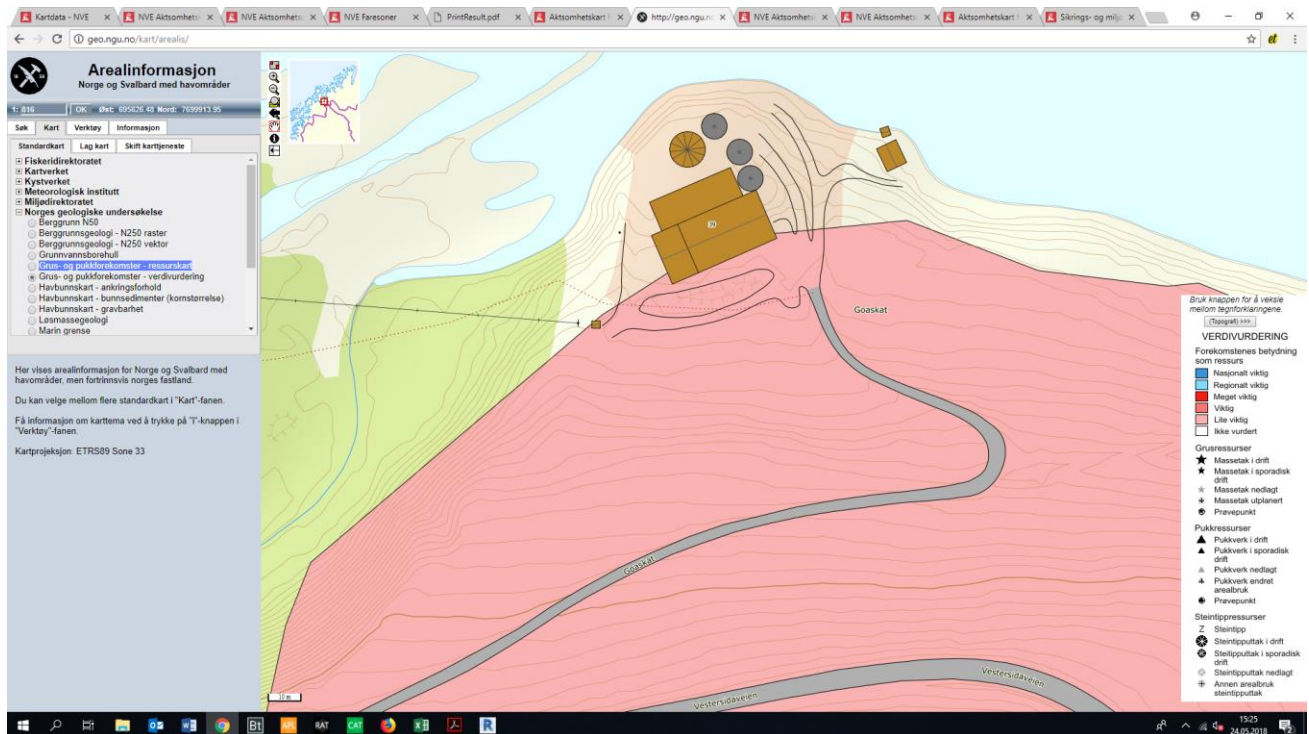 Kartdata - NVE
NVE Aktsomhets
NVE Aktsomhets
NVE Faresoner
PrintResult.pdf
Aktsomhetskart f
http://geo.ngu.n
NVE Aktsomhets
NVE Aktsomhets
Aktsomhetskart f
Sikrings- og milj
geo.ngu.no/kart/arealis/
Arealinformasjon
Norge og Svalbard med havområder
1: 816 OK Øst: 695626.48 Nord: 7699913.95
Søk Kart Verktøy Informasjon
Standardkart Lag kart Skift karttjeneste
Fiskeridirektoratet
Kartverket
Kystverket
Meteorologisk institutt
Miljødirektoratet
Norges geologiske undersøkelse
Berggrunn N50
Berggrunnsgeologi - N250 raster
Berggrunnsgeologi - N250 vektor
Grunnvannsborehull
Grus- og pukkforekomster - ressurskart
Grus- og pukkforekomster - verdivurdering
Havbunnskart - ankringsforhold
Havbunnskart - bunnsedimenter (kornstørrelse)
Havbunnskart - gravbarhet
Løsmassegeologi
Marin grense
Her vises arealinformasjon for Norge og Svalbard med
havområder, men fortrinnsvis norges fastland.
Du kan velge mellom flere standardkart i "Kart"-fanen.
Få informasjon om karttema ved å trykke på "I"-knappen i
"Verktøy"-fanen.
Kartprojeksjon: ETRS89 Sone 33
Goaskat
Goaskat
Vestersidaveien
Vestersidaveien
10 m
Bruk knappen for å veksle
mellom tegnforklaringene.
(Topografi) >>>
VERDIVURDERING
Forekomstenes betydning
som ressurs
Nasjonalt viktig
Regionalt viktig
Meget viktig
Viktig
Lite viktig
Ikke vurdert
Grusressurser
Massetak i drift
Massetak i sporadisk
drift
Massetak nedlagt
Massetak utplanert
Prøvepunkt
Pukkressurser
Pukkverk i drift
Pukkverk i sporadisk
drift
Pukkverk nedlagt
Pukkverk endret
arealbruk
Prøvepunkt
Steintippressurser
Z Steintipp
Steintipputtak i drift
Steitipputtak i sporadisk
drift
Steintipputtak nedlagt
Annen arealbruk
steintipputtak
Bt
RAT
CAT
R
15:25
24.05.2018